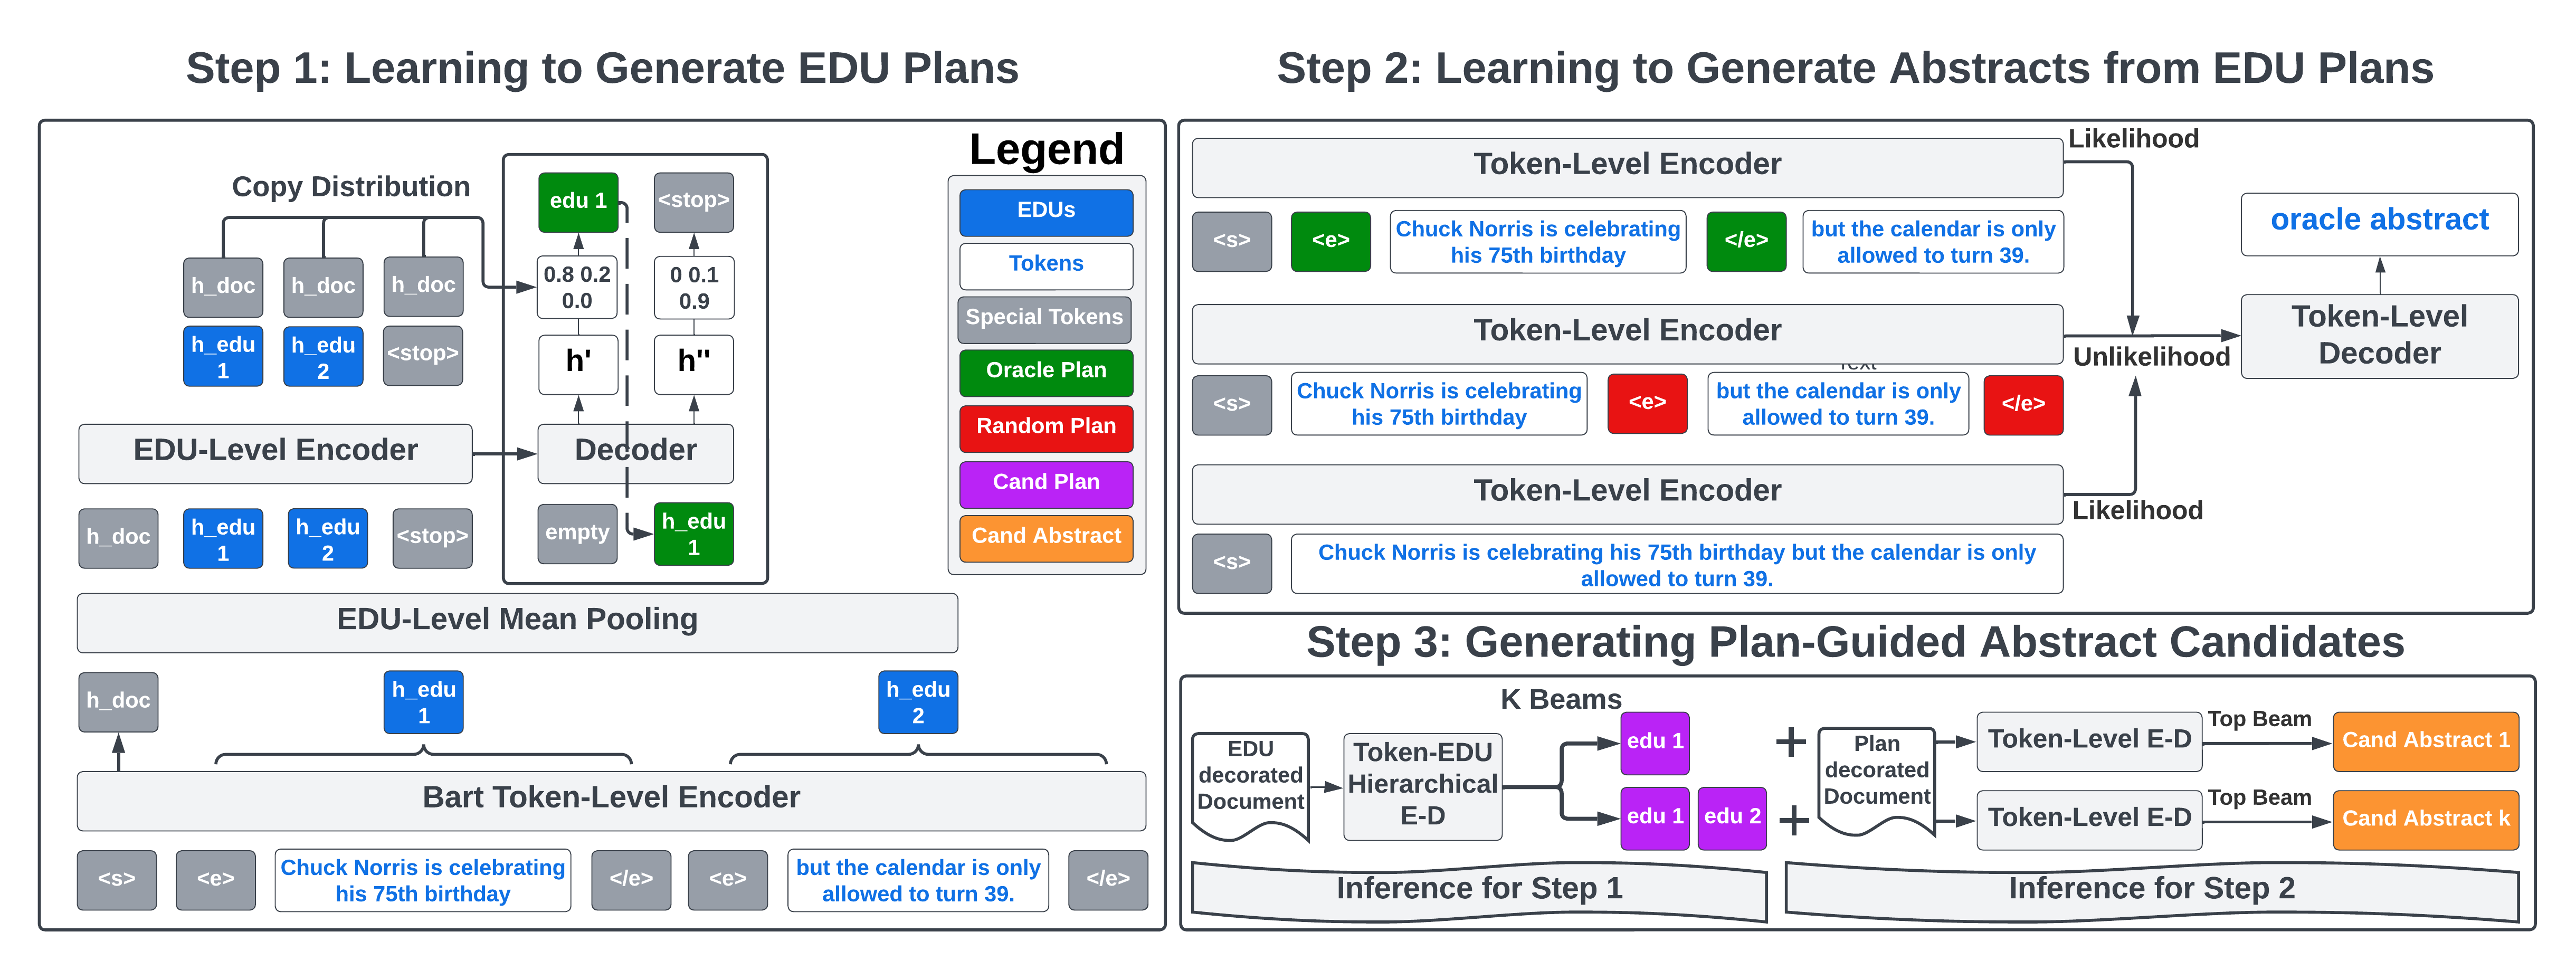 Step 1: Learning to Generate EDU Plans
Copy Distribution
h_doc
h_doc
h_doc
h_edu
1
h_edu
2
<stop>
edu 1
<stop>
0.8 0.2
0.0
0 0.1
0.9
h'
h"
EDU-Level Encoder
Decoder
h_doc
h_edu
1
h_edu
2
<stop>
empty
h_edu
1
EDU-Level Mean Pooling
h_doc
h_edu
1
h_edu
2
Bart Token-Level Encoder
<s>
<e>
Chuck Norris is celebrating
his 75th birthday
</e>
<e>
but the calendar is only
allowed to turn 39.
</e>
Legend
EDUs
Tokens
Special Tokens
Oracle Plan
Random Plan
Cand Plan
Cand Abstract
Step 2: Learning to Generate Abstracts from EDU Plans
Token-Level Encoder
Likelihood
<s>
<e>
Chuck Norris is celebrating
his 75th birthday
</e>
but the calendar is only
allowed to turn 39.
Token-Level Encoder
Unlikelihood
<s>
Chuck Norris is celebrating
his 75th birthday
<e>
but the calendar is only
allowed to turn 39.
</e>
Token-Level Encoder
Likelihood
<s>
Chuck Norris is celebrating his 75th birthday but the calendar is only
allowed to turn 39.
oracle abstract
Token-Level
Decoder
Step 3: Generating Plan-Guided Abstract Candidates
K Beams
EDU
decorated
Document
Token-EDU
Hierarchical
E-D
edu 1
edu 1
edu 2
+
+
Plan
decorated
Document
Token-Level E-D
Top Beam
Cand Abstract 1
Token-Level E-D
Top Beam
Cand Abstract k
Inference for Step 1
Inference for Step 2